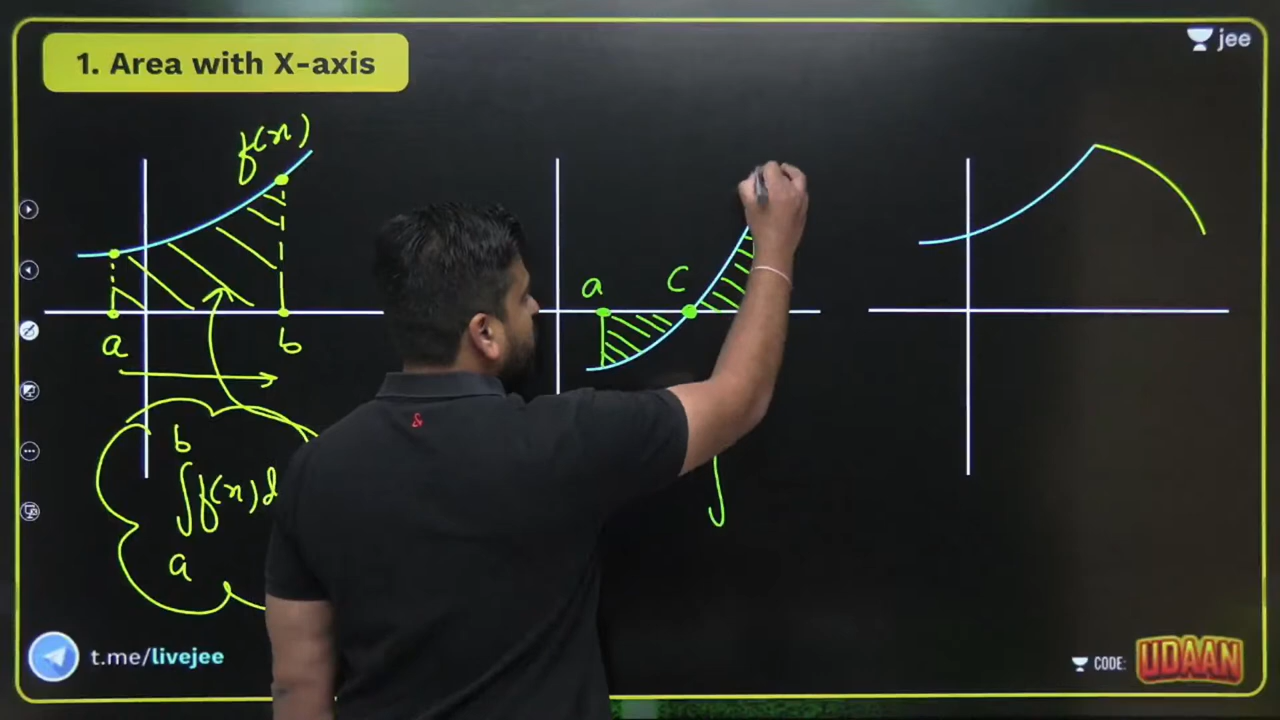 1. Area with X-axis
jee
f(x)
a
b
b
∫f(x)d
a
a
c
∫
t.me/livejee
CODE: UDAAN